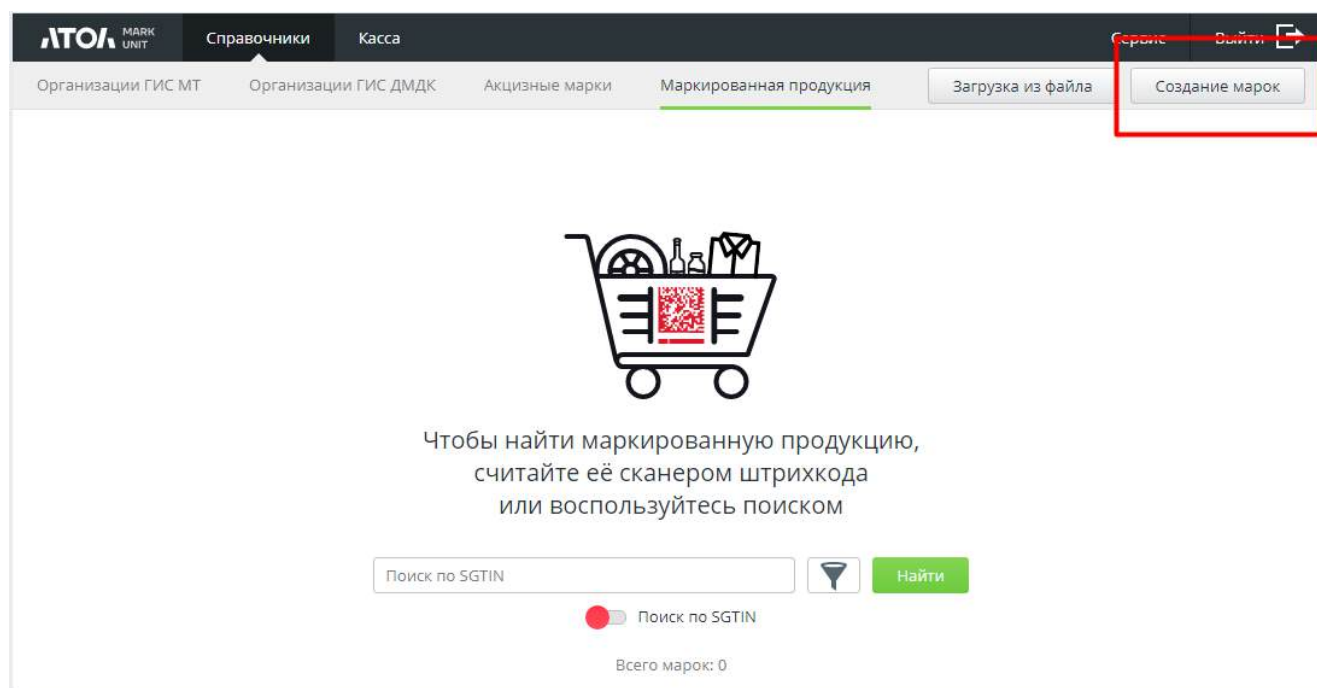 АТОЛ MARK UNIT Справочники Касса Сервис Выйти
Организации ГИС МТ Организации ГИС ДМДК Акцизные марки Маркированная продукция Загрузка из файла Создание марок
Чтобы найти маркированную продукцию,
считайте её сканером штрихкода
или воспользуйтесь поиском
Поиск по SGTIN Найти
Поиск по SGTIN
Всего марок: 0